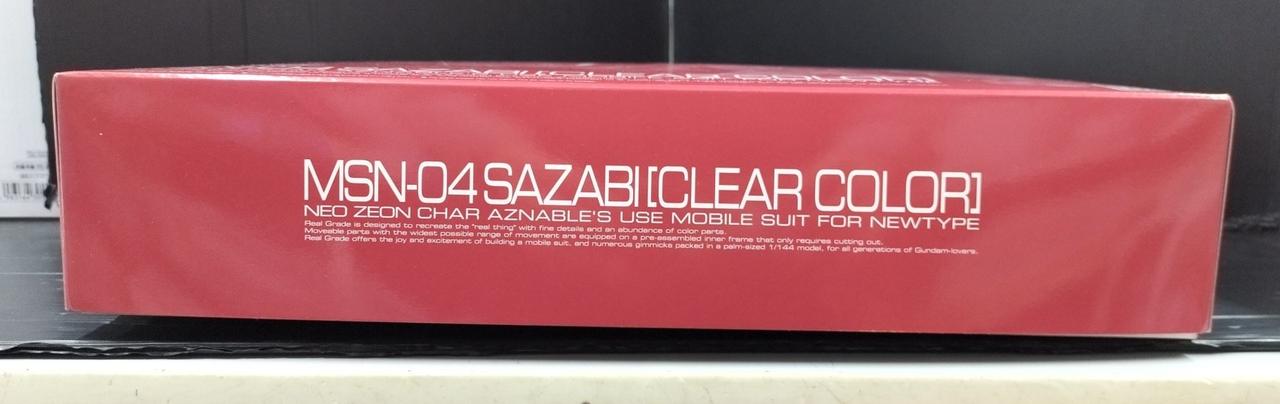 MSN-04 SAZABI [CLEAR COLOR]
NEO ZEON CHAR AZNABLE'S USE MOBILE SUIT FOR NEWTYPE
Real Grade is designed to recreate the "real thing" with fine details and an abundance of color parts.
Moveable parts with the widest possible range of movement are equipped on a pre-assembled inner frame that only requires cutting out.
Real Grade offers the joy and excitement of building a mobile suit, and numerous gimmicks packed in a palm-sized 1/144 model, for all generations of Gundam-lovers.